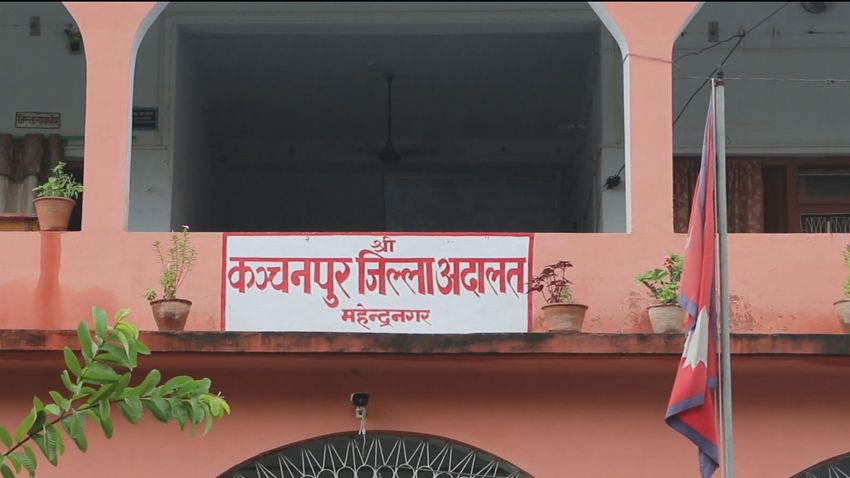 श्री
कञ्चनपुर जिल्ला अदालत
महेन्द्रनगर